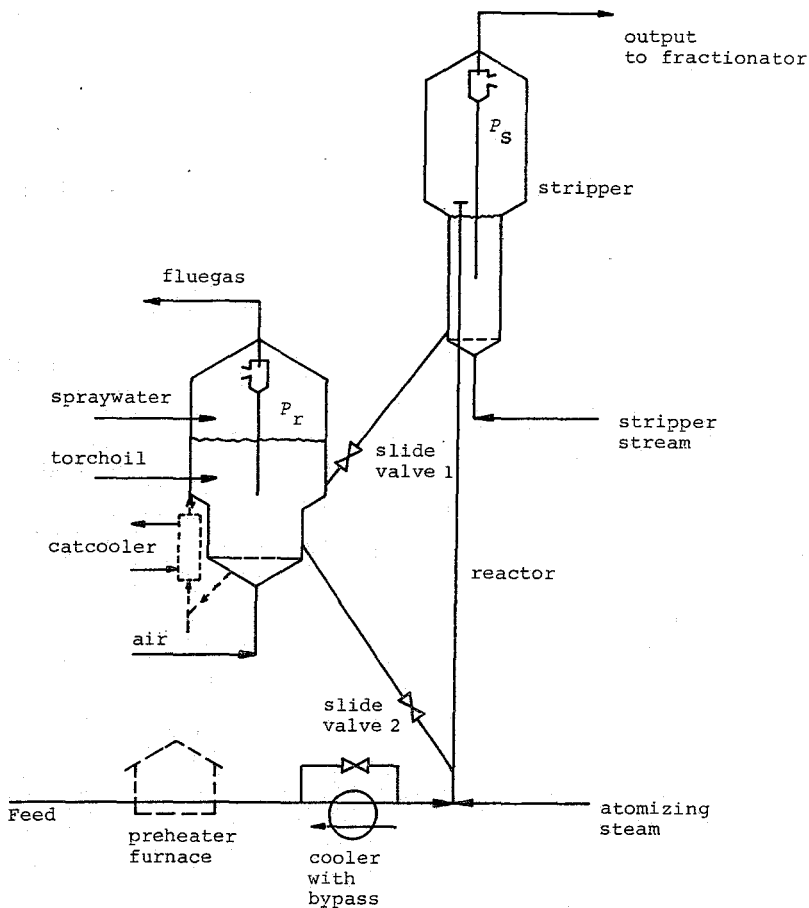 output
to fractionator
P_S
stripper
fluegas
spraywater
P_r
torchoil
slide
valve 1
stripper
stream
catcooler
reactor
air
slide
valve 2
Feed
preheater
furnace
cooler
with
bypass
atomizing
steam